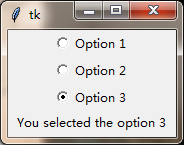 tk
Option 1
Option 2
Option 3
You selected the option 3